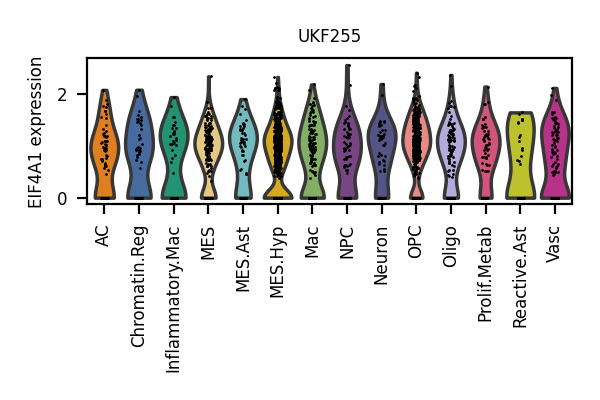 UKF255
EIF4A1 expression
2
0
AC
Chromatin.Reg
Inflammatory.Mac
MES
MES.Ast
MES.Hyp
Mac
NPC
Neuron
OPC
Oligo
Prolif.Metab
Reactive.Ast
Vasc